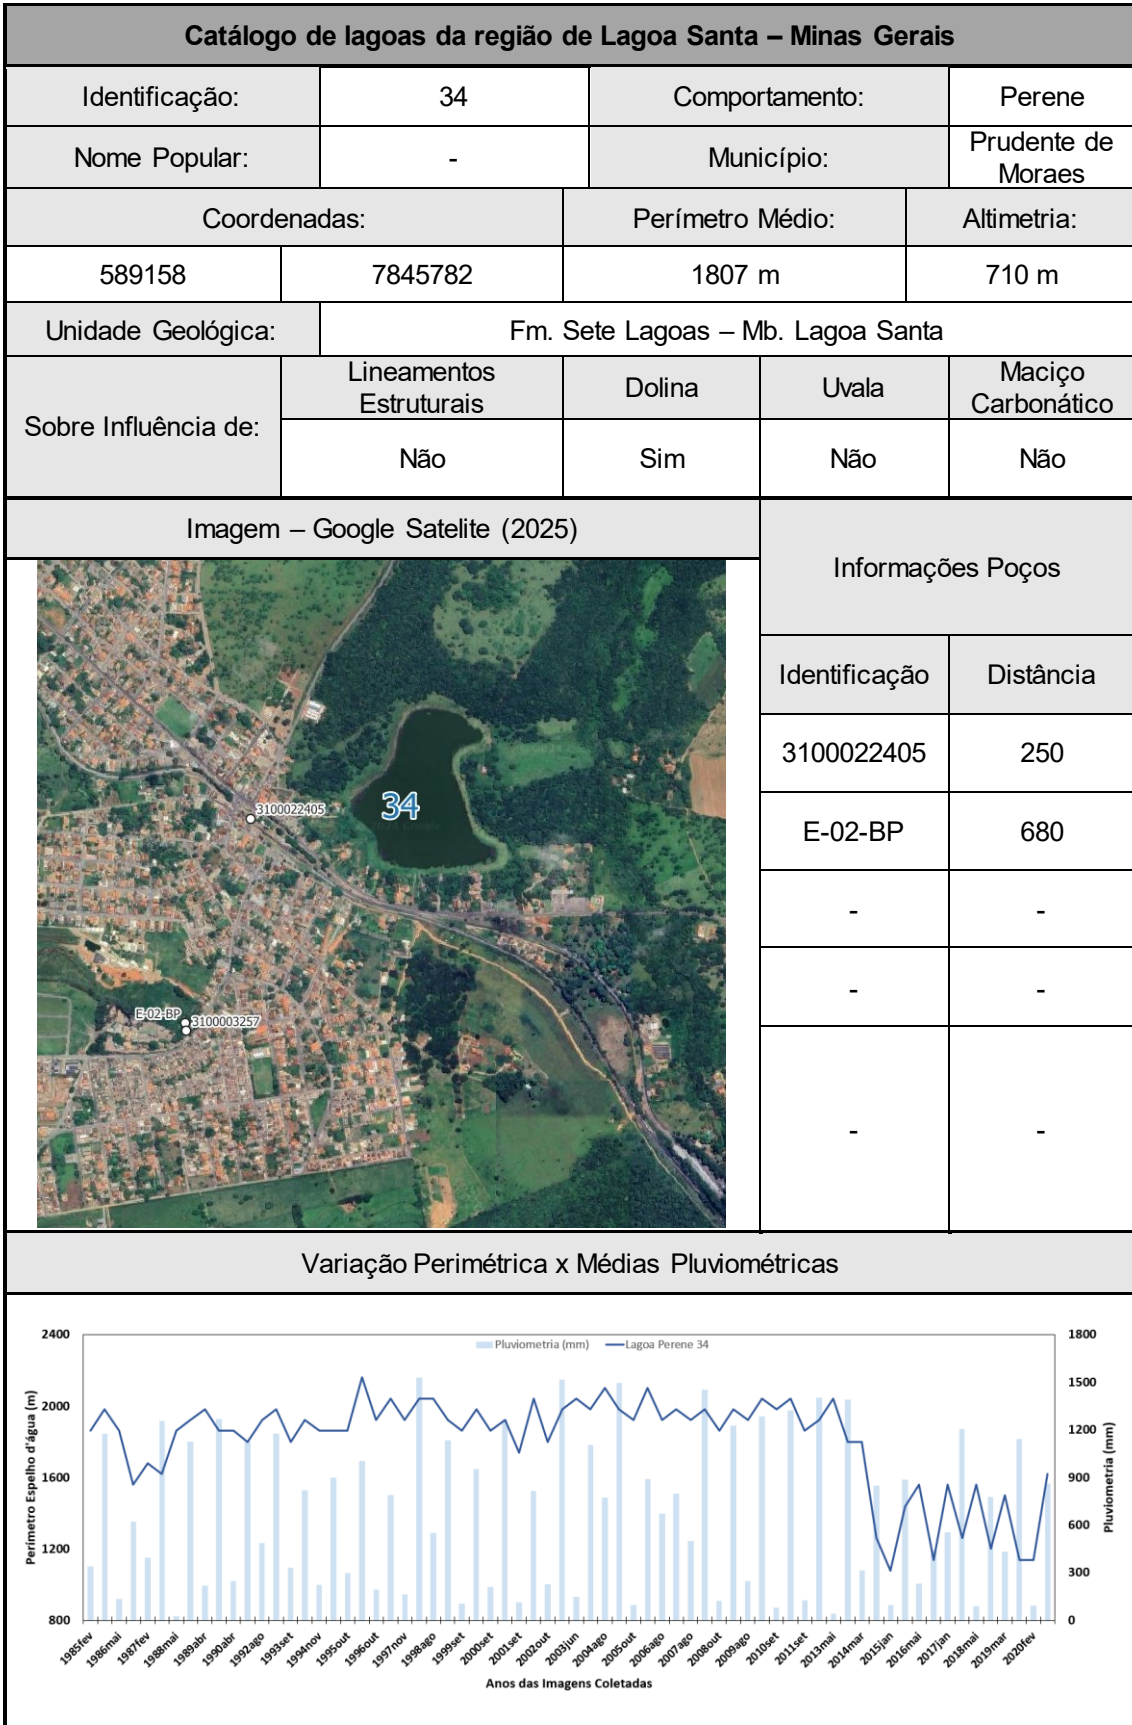 Catálogo de lagoas da região de Lagoa Santa – Minas Gerais
Identificação: 34 Comportamento: Perene
Nome Popular: - Município: Prudente de
Moraes
Coordenadas: Perímetro Médio: Altimetria:
589158 7845782 1807 m 710 m
Unidade Geológica: Fm. Sete Lagoas – Mb. Lagoa Santa
Sobre Influência de:
Lineamentos
Estruturais
Dolina
Uvala
Maciço
Carbonático
Não Sim Não Não
Imagem – Google Satelite (2025)
Informações Poços
Identificação Distância
3100022405 250
E-02-BP 680
- -
- -
- -
34
3100022405
E-02-BP
3100003257
Variação Perimétrica x Médias Pluviométricas
Pluviometria (mm) Lagoa Perene 34
Perímetro Espelho d'água (m)
2400
2000
1600
1200
800
1800
1500
1200
900
600
300
0
Pluviometria (mm)
1985fev
1986mai
1987fev
1988mai
1989abr
1990abr
1992ago
1993set
1994nov
1995out
1996out
1997nov
1998ago
1999set
2000set
2001set
2002out
2003jun
2004ago
2005out
2006ago
2007ago
2008out
2009ago
2010set
2011set
2013mai
2014mar
2015jan
2016mai
2017jan
2018mai
2019mar
2020fev
Anos das Imagens Coletadas